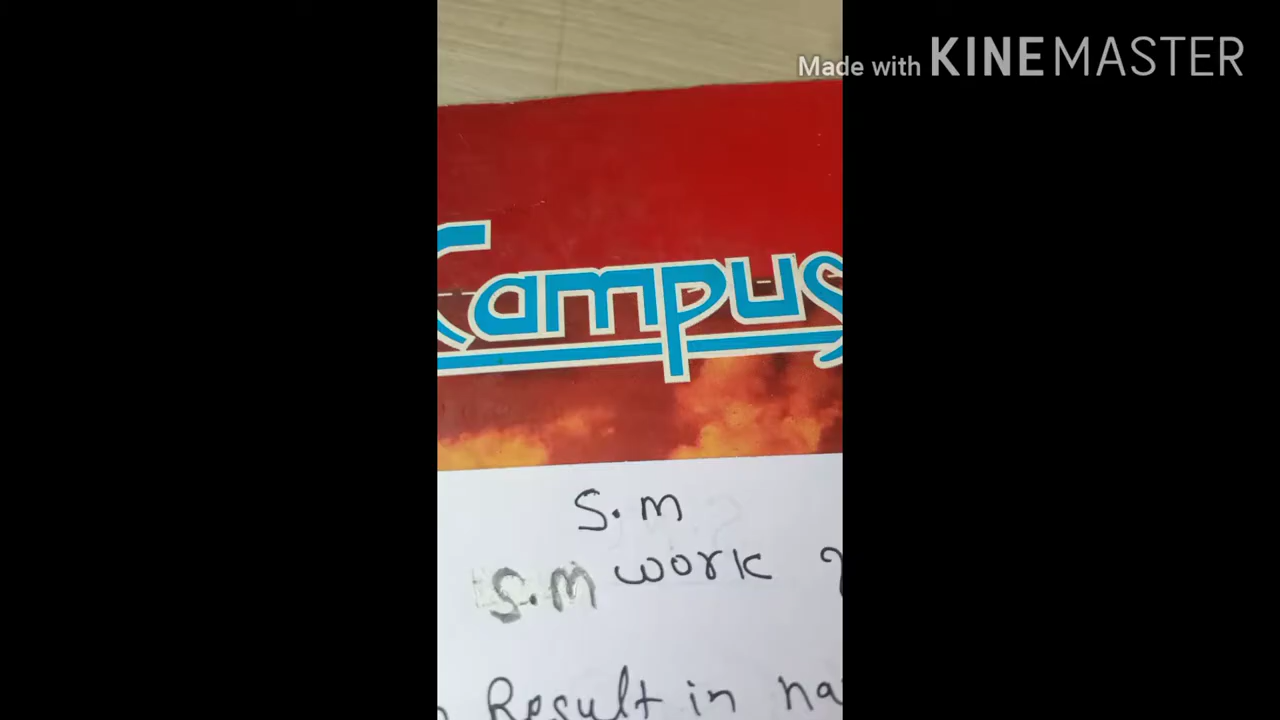 Made with KINEMASTER
Campus
S.m
S.m work
Result in